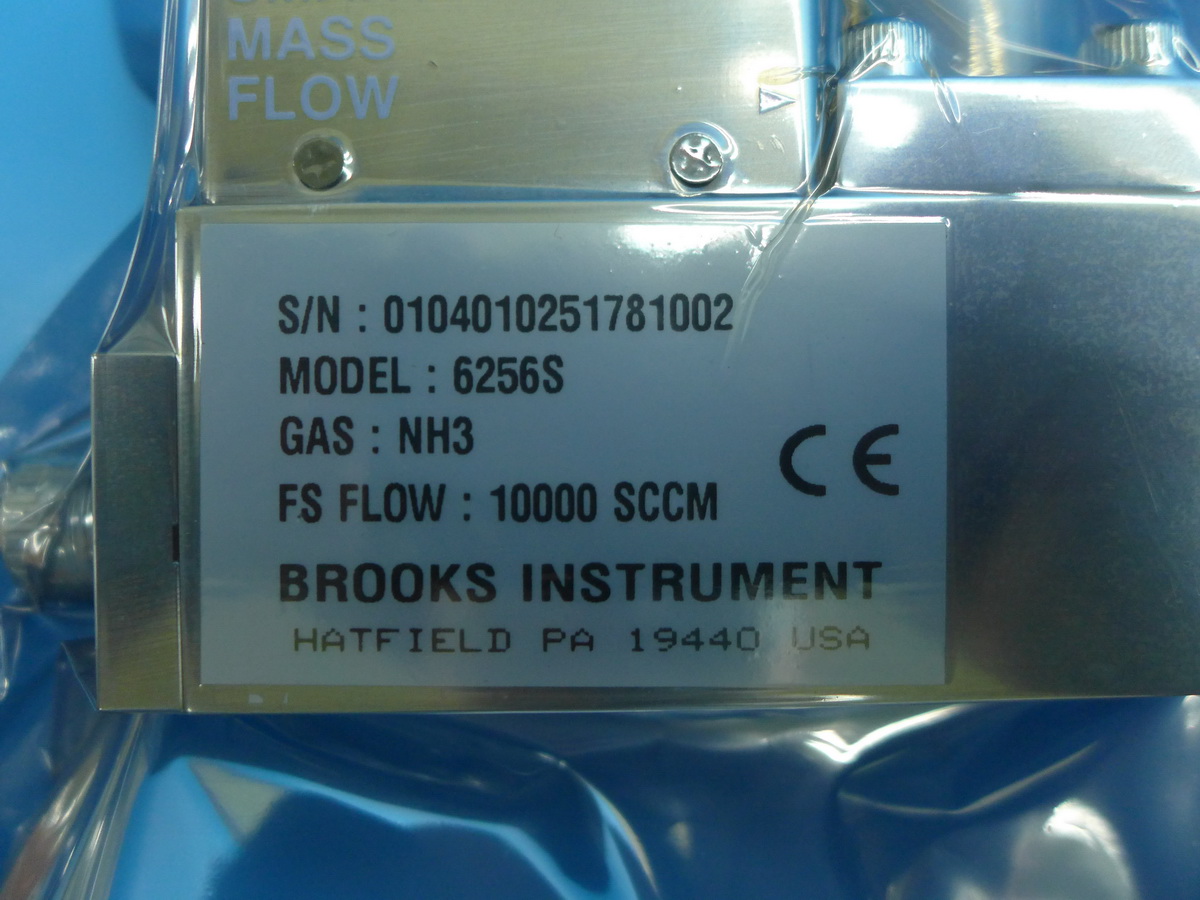 MASS
FLOW
S/N : 0104010251781002
MODEL : 6256S
GAS : NH3
FS FLOW : 10000 SCCM
CE
BROOKS INSTRUMENT
HATFIELD PA 19440 USA